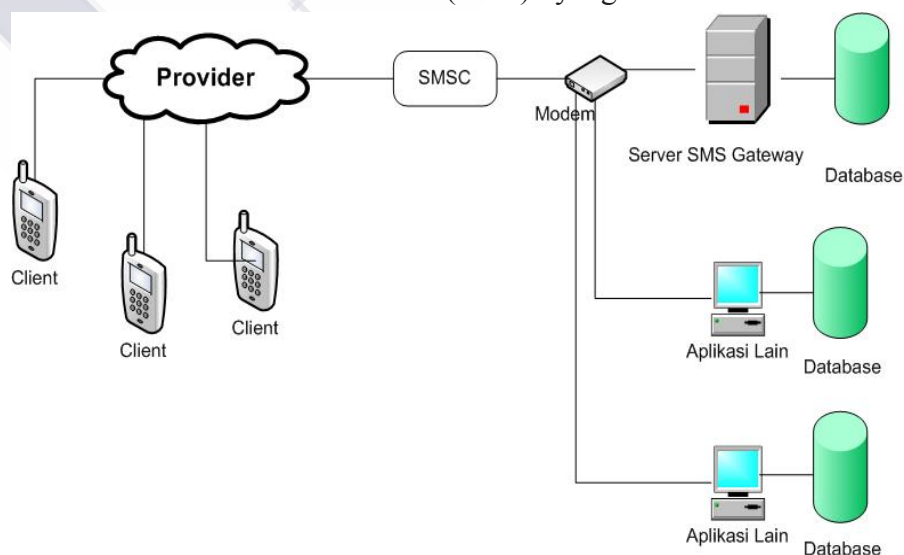 Provider
SMSC
Modem
Server SMS Gateway
Database
Client
Client
Client
Aplikasi Lain
Database
Aplikasi Lain
Database